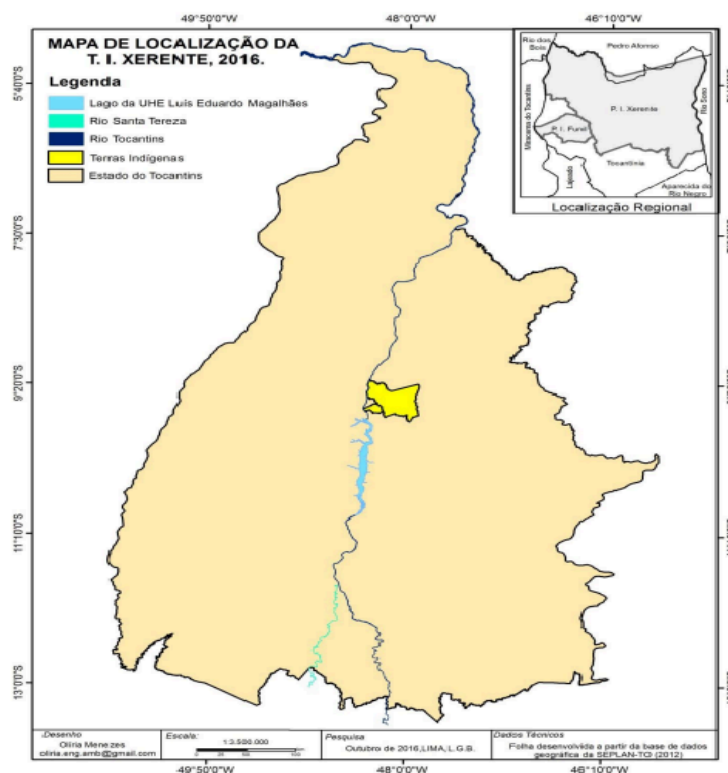 49°50'0"W
48°00'0"W
46°10'0"W
MAPA DE LOCALIZAÇÃO DA
T. I. XERENTE, 2016.
Legenda
Lago da UHE Luís Eduardo Magalhães
Rio Santa Tereza
Rio Tocantins
Terras Indígenas
Estado do Tocantins
Rio dos
Bois
Pedro Afonso
Miracema do Tocantins
P. I. Xerente
P. I. Funil
Rio Sono
Tocantínia
Lajeado
Aparecida do
Rio Negro
Localização Regional
5°40'0"S
7°30'0"S
9°20'0"S
11°10'0"S
13°00'0"S
Desenho
Olíria Menezes
oliria.eng.amb@gmail.com
Escala:
1:3.500.000
Pesquisa
Outubro de 2016,LIMA, L.G.B.
Dados Técnicos
Folha desenvolvida a partir da base de dados
geográfica da SEPLAN-TO (2012)
49°50'0"W
48°00'0"W
46°10'0"W